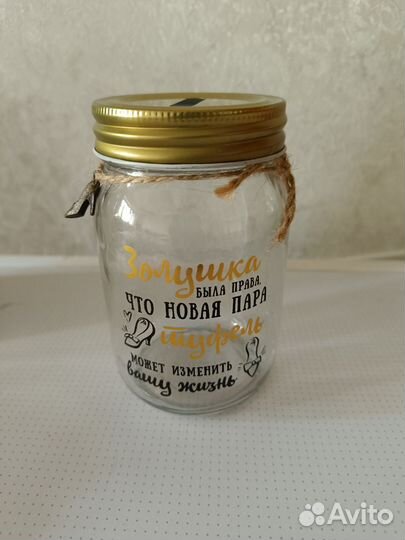 Золушка
была права,
что новая пара
туфель
может изменить
вашу жизнь
Avito